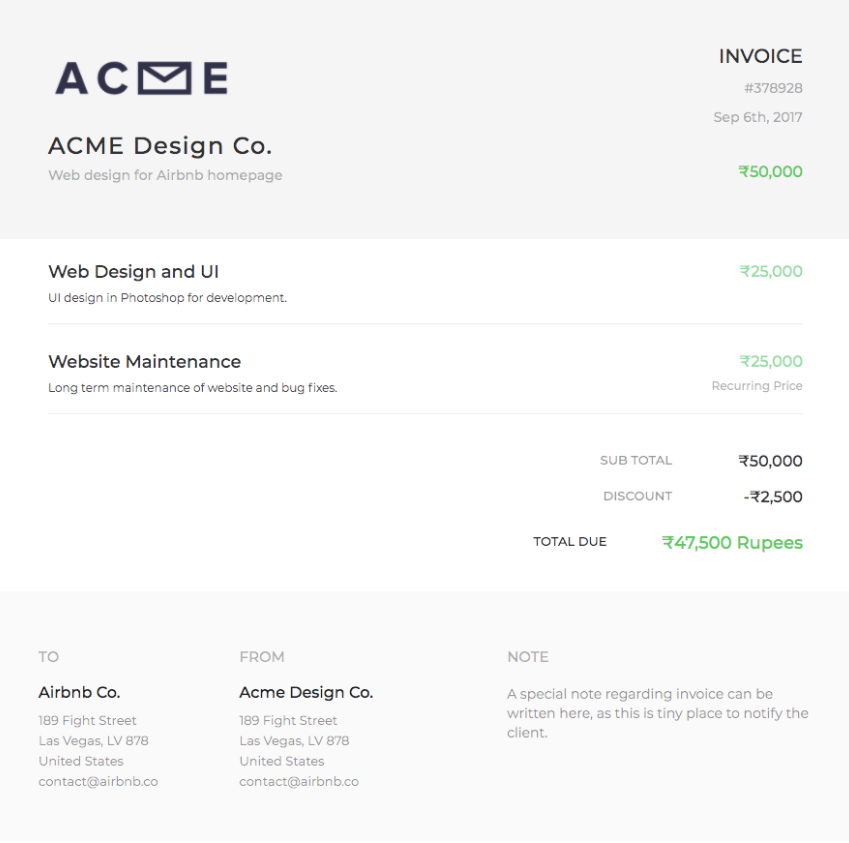 ACME
INVOICE
#378928
Sep 6th, 2017
ACME Design Co.
Web design for Airbnb homepage
₹50,000
Web Design and UI
₹25,000
UI design in Photoshop for development.
Website Maintenance
₹25,000
Long term maintenance of website and bug fixes.
Recurring Price
SUB TOTAL ₹50,000
DISCOUNT -₹2,500
TOTAL DUE ₹47,500 Rupees
TO
Airbnb Co.
189 Fight Street
Las Vegas, LV 878
United States
contact@airbnb.co
FROM
Acme Design Co.
189 Fight Street
Las Vegas, LV 878
United States
contact@airbnb.co
NOTE
A special note regarding invoice can be
written here, as this is tiny place to notify the
client.